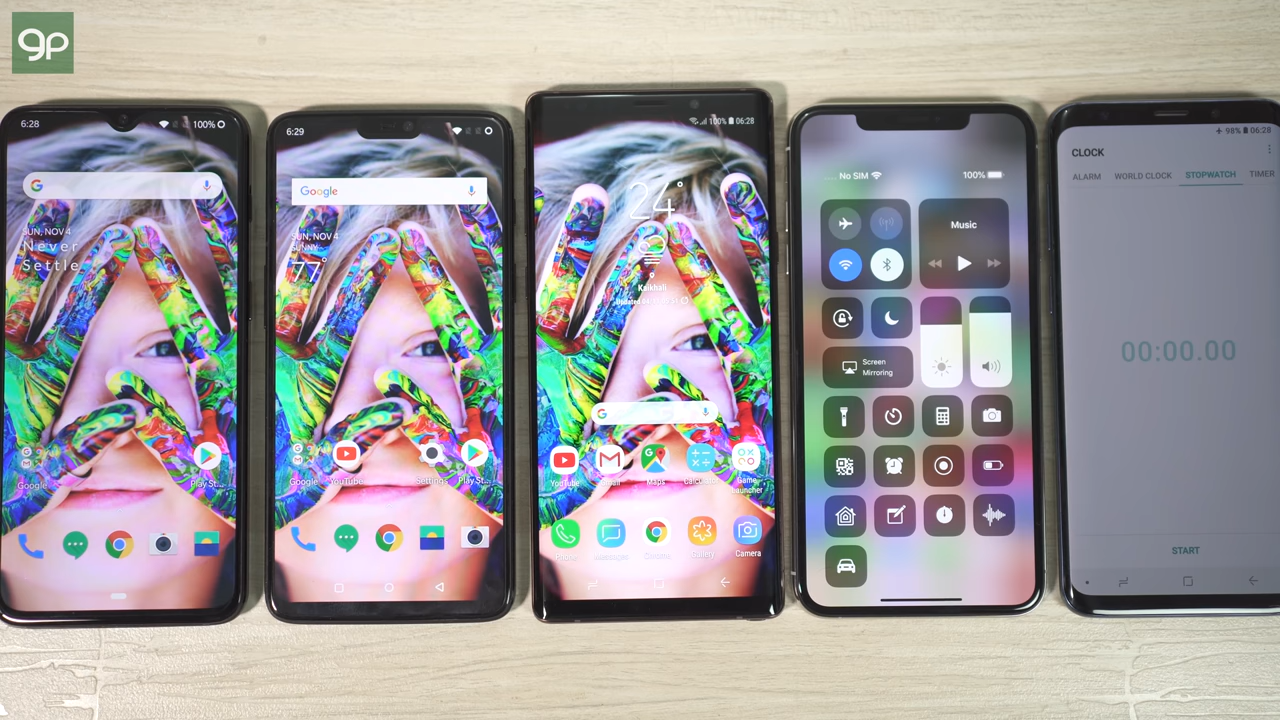 gp
6:28
100%
Never
Settle
SUN, NOV 4
Google
Play St...
6:29
Google
SUN, NOV 4
SUNNY
77°
Google
YouTube
Settings
Play St...
100% 06:28
24°
Kaikhali
YouTube
Gmail
Maps
Calculator
Game
Launcher
Phone
Messages
Chrome
Gallery
Camera
No SIM
100%
Music
Screen
Mirroring
98% 06:28
CLOCK
ALARM
WORLD CLOCK
STOPWATCH
TIMER
00:00.00
START